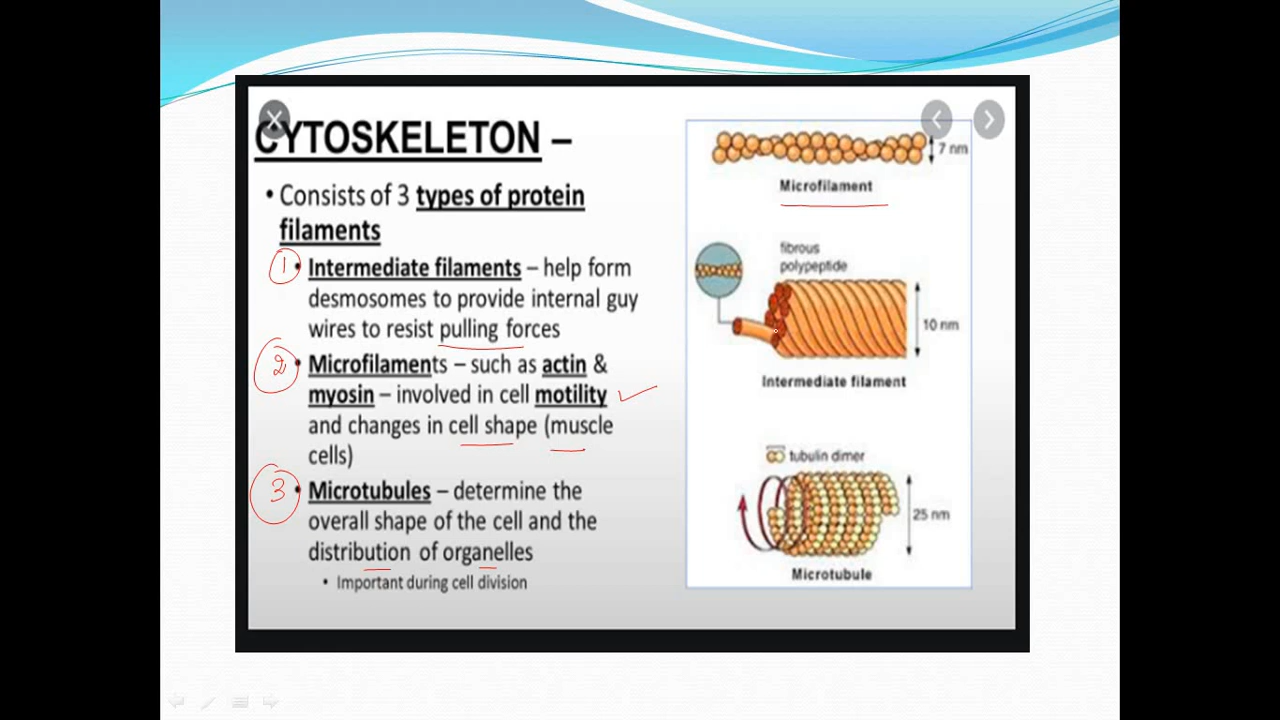 CYTOSKELETON –
• Consists of 3 types of protein
filaments
1 • Intermediate filaments – help form
desmosomes to provide internal guy
wires to resist pulling forces
2 • Microfilaments – such as actin &
myosin – involved in cell motility
and changes in cell shape (muscle
cells)
3 • Microtubules – determine the
overall shape of the cell and the
distribution of organelles
• Important during cell division
7 nm
Microfilament
fibrous
polypeptide
10 nm
Intermediate filament
tubulin dimer
25 nm
Microtubule